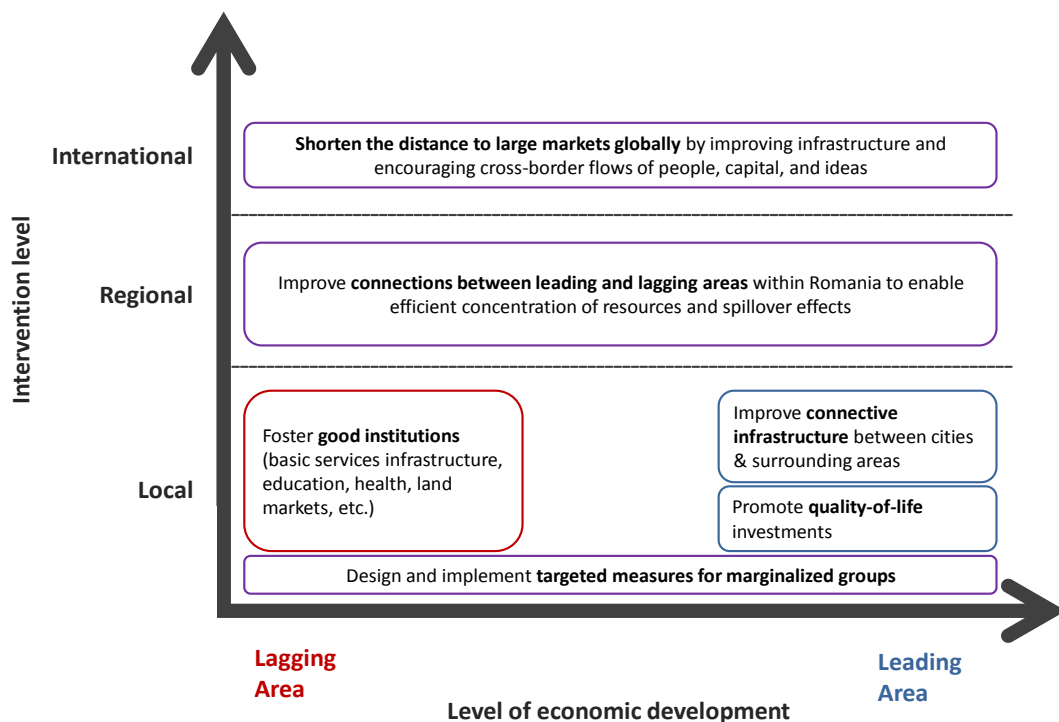 Intervention level
International
Shorten the distance to large markets globally by improving infrastructure and
encouraging cross-border flows of people, capital, and ideas
Regional
Improve connections between leading and lagging areas within Romania to enable
efficient concentration of resources and spillover effects
Local
Foster good institutions
(basic services infrastructure,
education, health, land
markets, etc.)
Improve connective
infrastructure between cities
& surrounding areas
Promote quality-of-life
investments
Design and implement targeted measures for marginalized groups
Lagging
Area
Leading
Area
Level of economic development